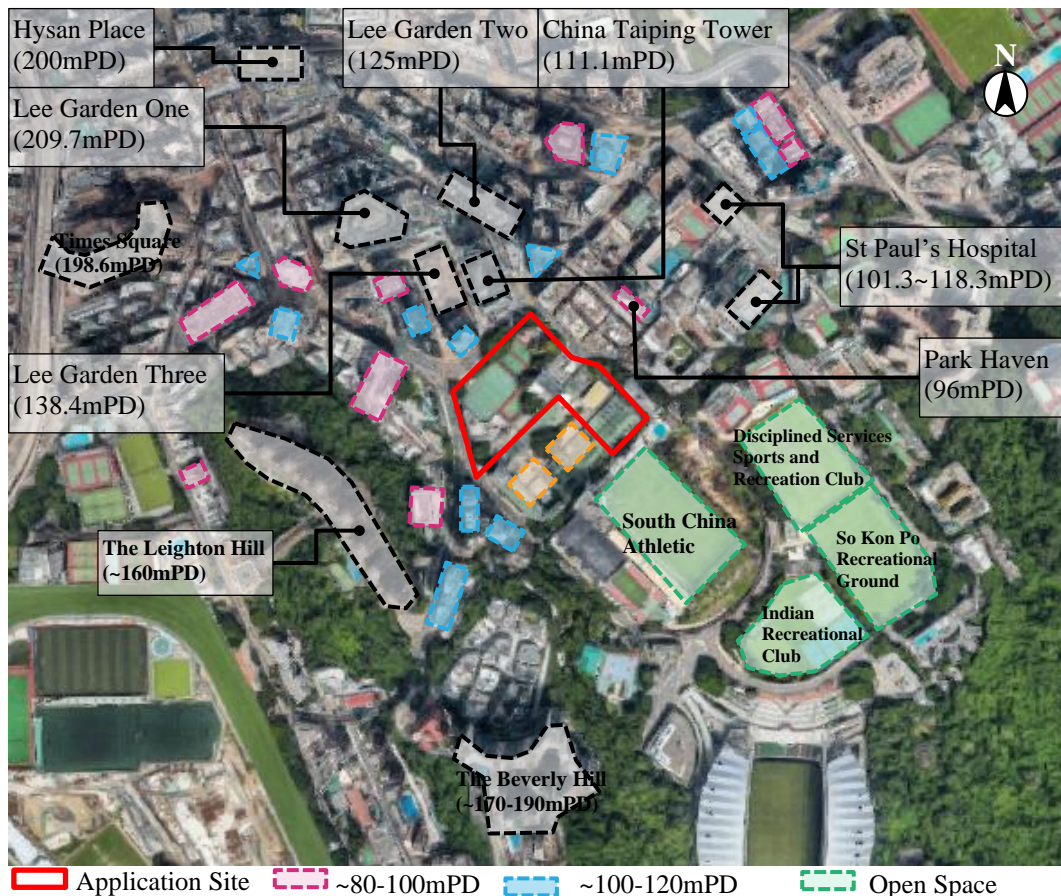 Hysan Place
(200mPD)
Lee Garden Two
(125mPD)
China Taiping Tower
(111.1mPD)
N
Lee Garden One
(209.7mPD)
Times Square
(198.6mPD)
St Paul's Hospital
(101.3~118.3mPD)
Lee Garden Three
(138.4mPD)
Park Haven
(96mPD)
Disciplined Services
Sports and
Recreation Club
South China
Athletic
So Kon Po
Recreational
Ground
The Leighton Hill
(~160mPD)
Indian
Recreational
Club
The Beverly Hill
(~170-190mPD)
Application Site
~80-100mPD
~100-120mPD
Open Space